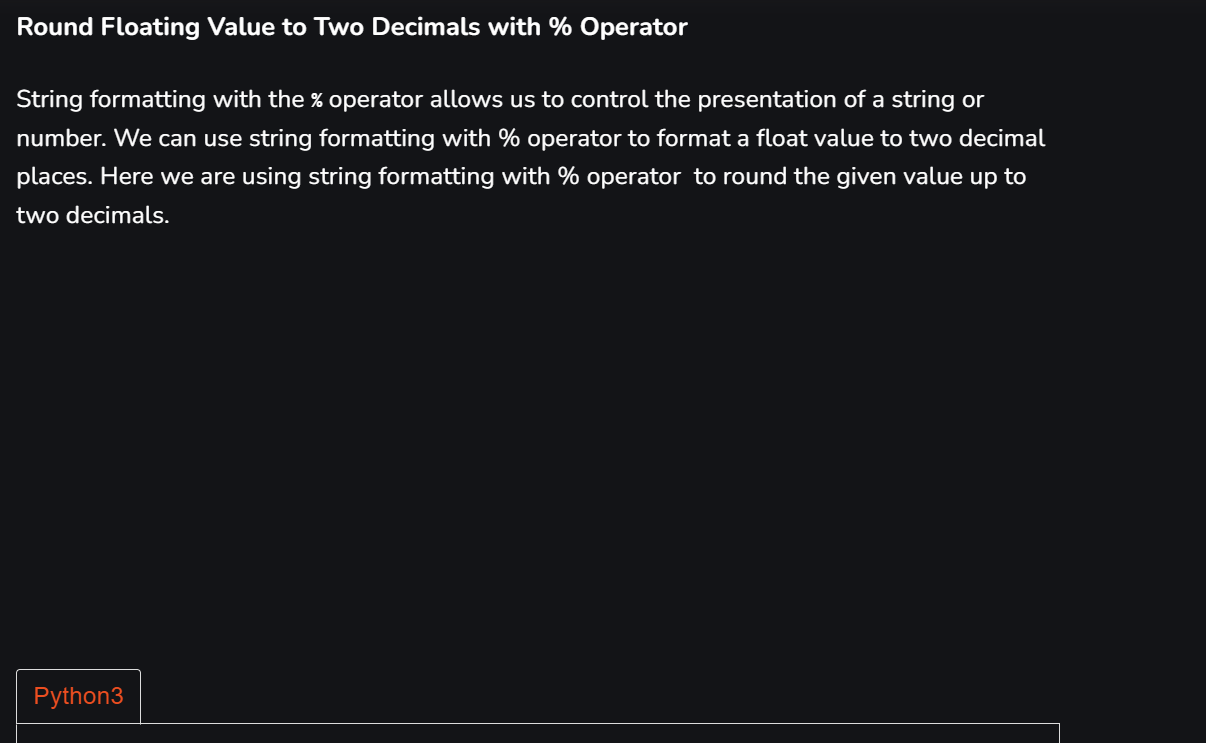 Round Floating Value to Two Decimals with % Operator
String formatting with the % operator allows us to control the presentation of a string or
number. We can use string formatting with % operator to format a float value to two decimal
places. Here we are using string formatting with % operator  to round the given value up to
two decimals.
Python3